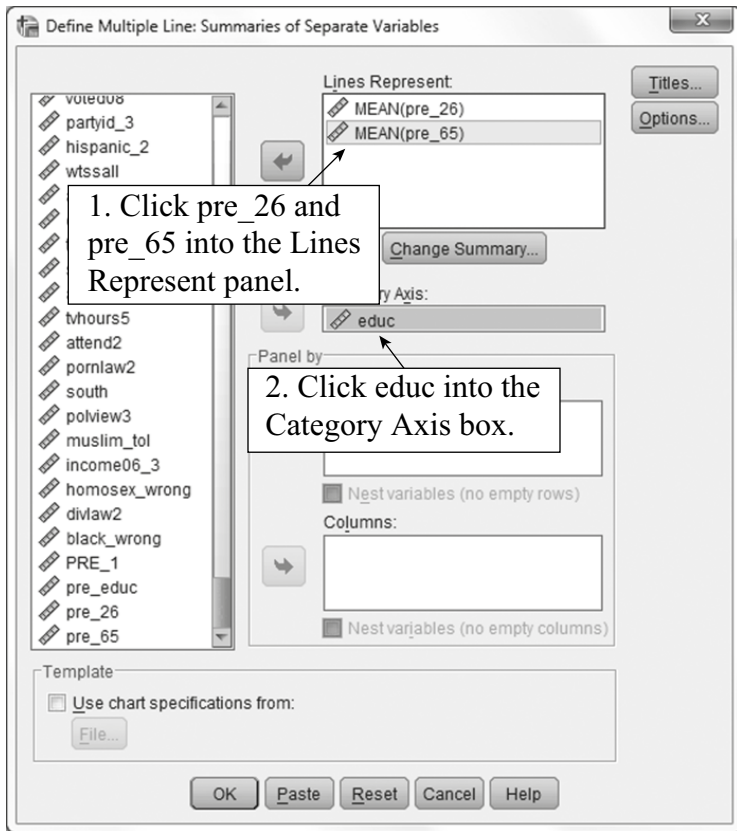 Define Multiple Line: Summaries of Separate Variables
Lines Represent:
Titles...
Options...
voted08
partyid_3
hispanic_2
wtssall
tvhours5
attend2
pornlaw2
south
polview3
muslim_tol
income06_3
homosex_wrong
divlaw2
black_wrong
PRE_1
pre_educ
pre_26
pre_65
MEAN(pre_26)
MEAN(pre_65)
1. Click pre_26 and
pre_65 into the Lines
Represent panel.
Change Summary...
ry Axis:
educ
Panel by
2. Click educ into the
Category Axis box.
Nest variables (no empty rows)
Columns:
Nest variables (no empty columns)
Template
Use chart specifications from:
File...
OK
Paste
Reset
Cancel
Help